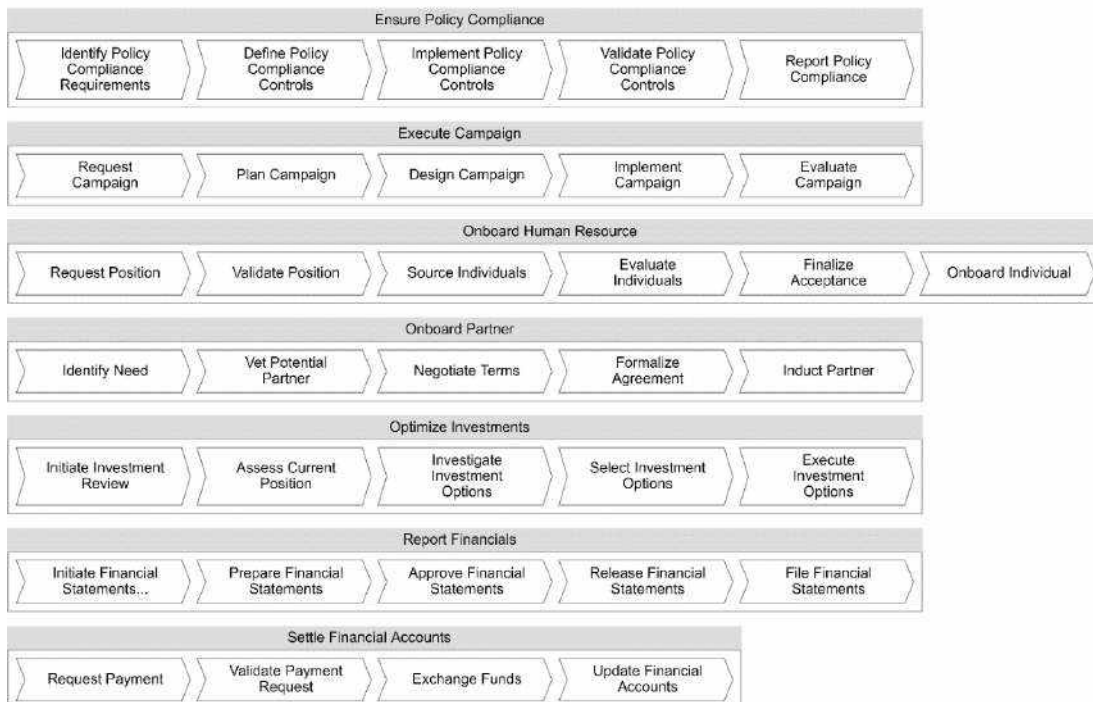 Ensure Policy Compliance
Identify Policy
Compliance
Requirements
Define Policy
Compliance
Controls
Implement Policy
Compliance
Controls
Validate Policy
Compliance
Controls
Report Policy
Compliance
Execute Campaign
Request
Campaign
Plan Campaign
Design Campaign
Implement
Campaign
Evaluate
Campaign
Onboard Human Resource
Request Position
Validate Position
Source Individuals
Evaluate
Individuals
Finalize
Acceptance
Onboard Individual
Onboard Partner
Identify Need
Vet Potential
Partner
Negotiate Terms
Formalize
Agreement
Induct Partner
Optimize Investments
Initiate Investment
Review
Assess Current
Position
Investigate
Investment
Options
Select Investment
Options
Execute
Investment
Options
Report Financials
Initiate Financial
Statements...
Prepare Financial
Statements
Approve Financial
Statements
Release Financial
Statements
File Financial
Statements
Settle Financial Accounts
Request Payment
Validate Payment
Request
Exchange Funds
Update Financial
Accounts